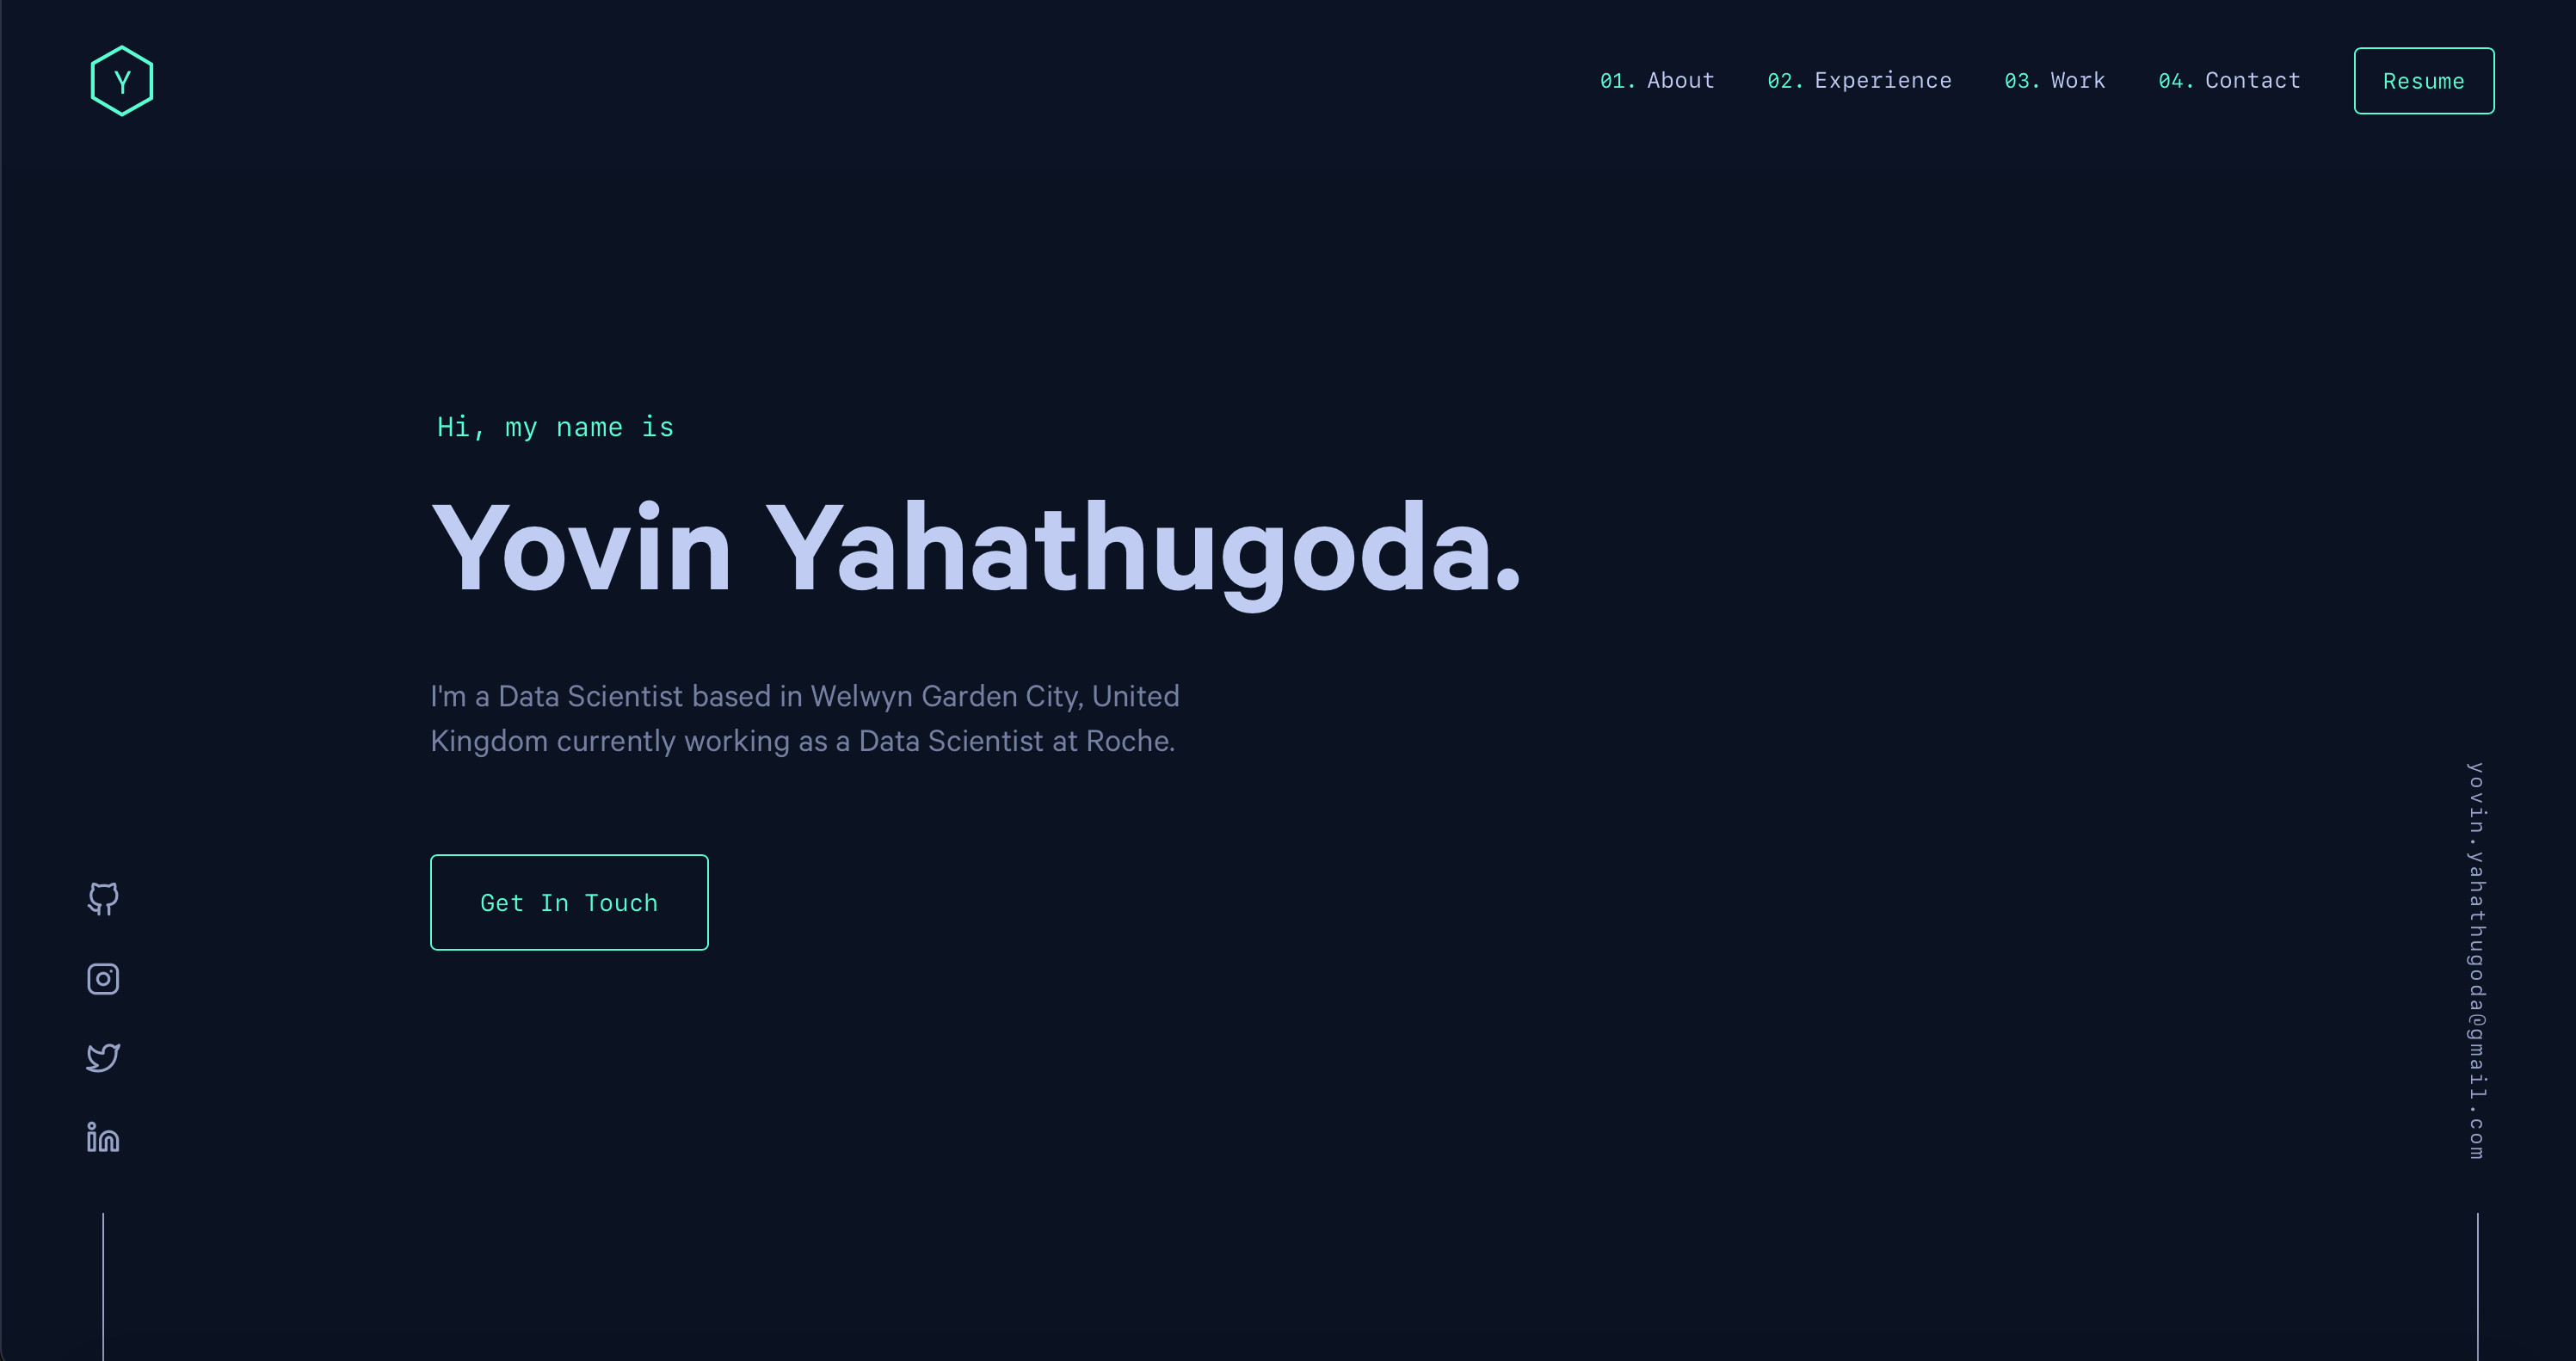 Y
01. About 02. Experience 03. Work 04. Contact Resume
Hi, my name is
Yovin Yahathugoda.
I'm a Data Scientist based in Welwyn Garden City, United
Kingdom currently working as a Data Scientist at Roche.
Get In Touch
in
yovin.yahathugoda@gmail.com